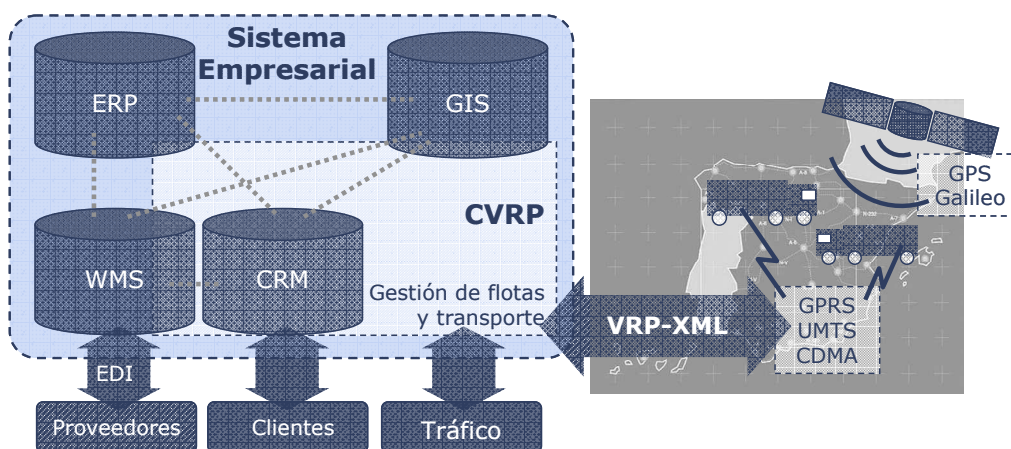 Sistema
Empresarial
ERP
GIS
CVRP
WMS
CRM
Gestión de flotas
y transporte
EDI
Proveedores
Clientes
Tráfico
VRP-XML
GPS
Galileo
GPRS
UMTS
CDMA